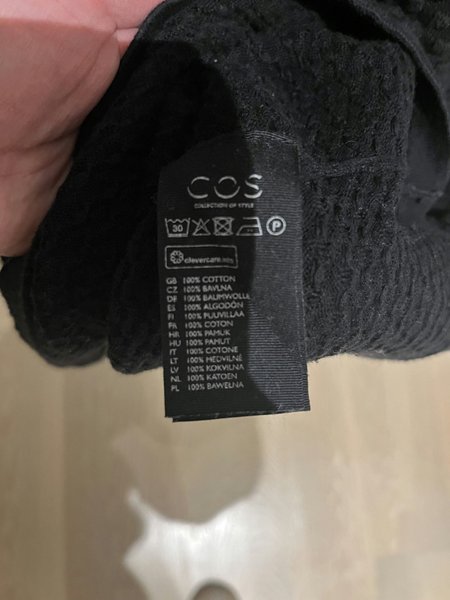 COS
COLLECTION OF STYLE
30 P
clevercare.info
GB 100% COTTON
CZ 100% BAVLNA
DE 100% BAUMWOLLE
ES 100% ALGODÓN
FI 100% PUUVILLAA
FR 100% COTON
HR 100% PAMUK
HU 100% PAMUT
IT 100% COTONE
LT 100% MEDVILNĖ
LV 100% KOKVILNA
NL 100% KATOEN
PL 100% BAWEŁNA